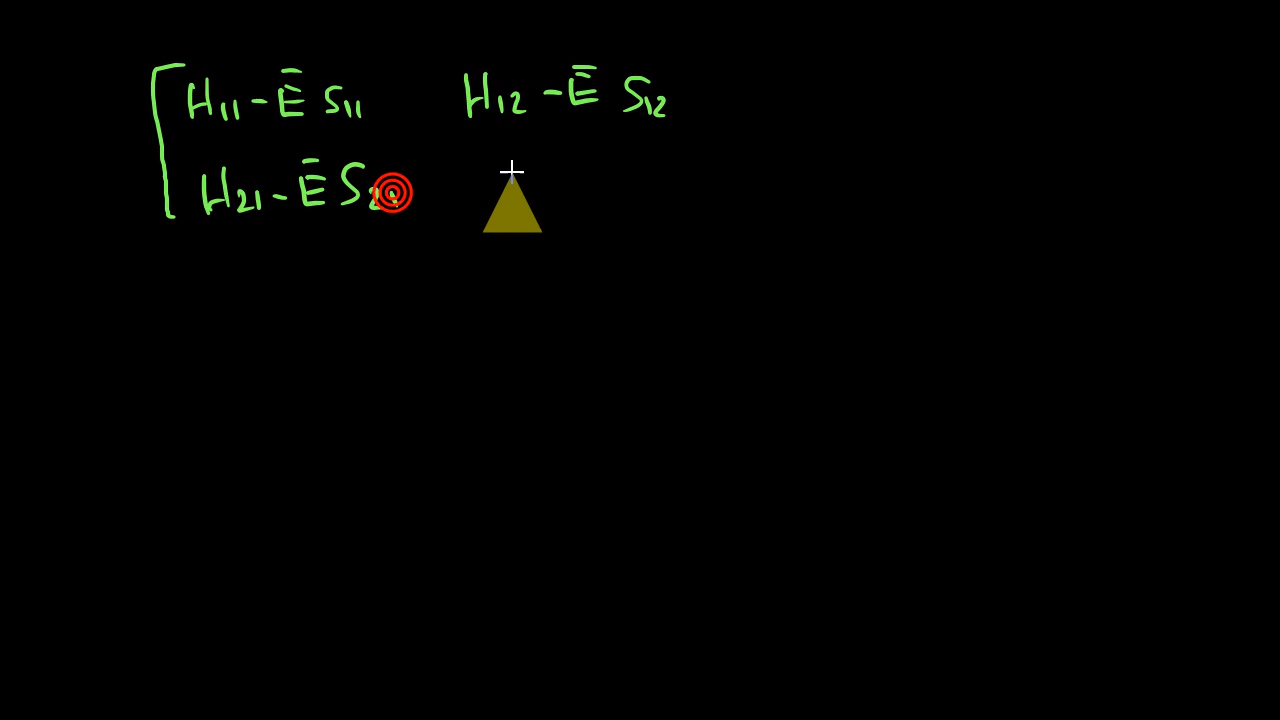 H₁₁ - Ē S₁₁ H₁₂ - Ē S₁₂
H₂₁ - Ē S₂